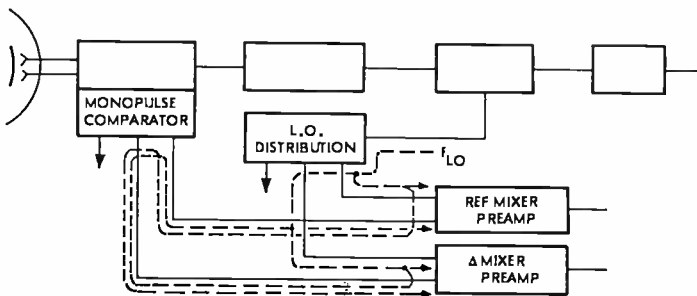 MONOPULSE
COMPARATOR
L.O.
DISTRIBUTION
FLO
REF MIXER
PREAMP
Δ MIXER
PREAMP